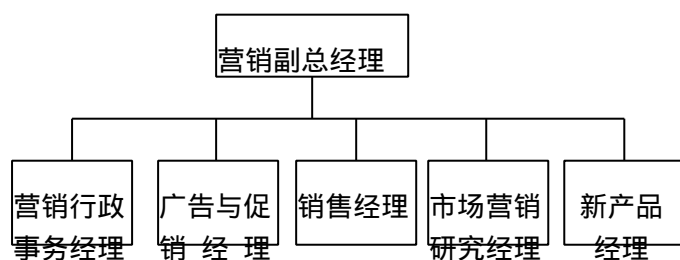 营销副总经理
营销行政
事务经理
广告与促
销 经 理
销售经理
市场营销
研究经理
新产品
经理